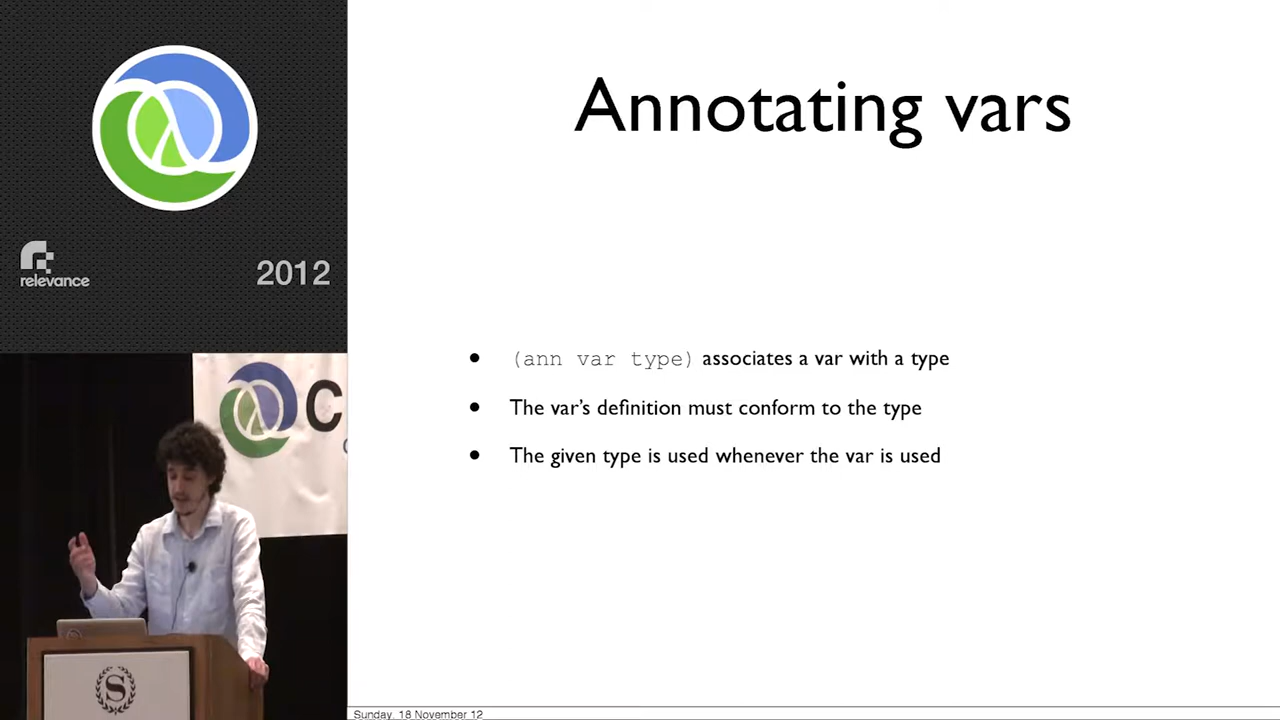 Annotating vars
relevance
2012
C
S
• (ann var type) associates a var with a type
• The var’s definition must conform to the type
• The given type is used whenever the var is used
Sunday, 18 November 12